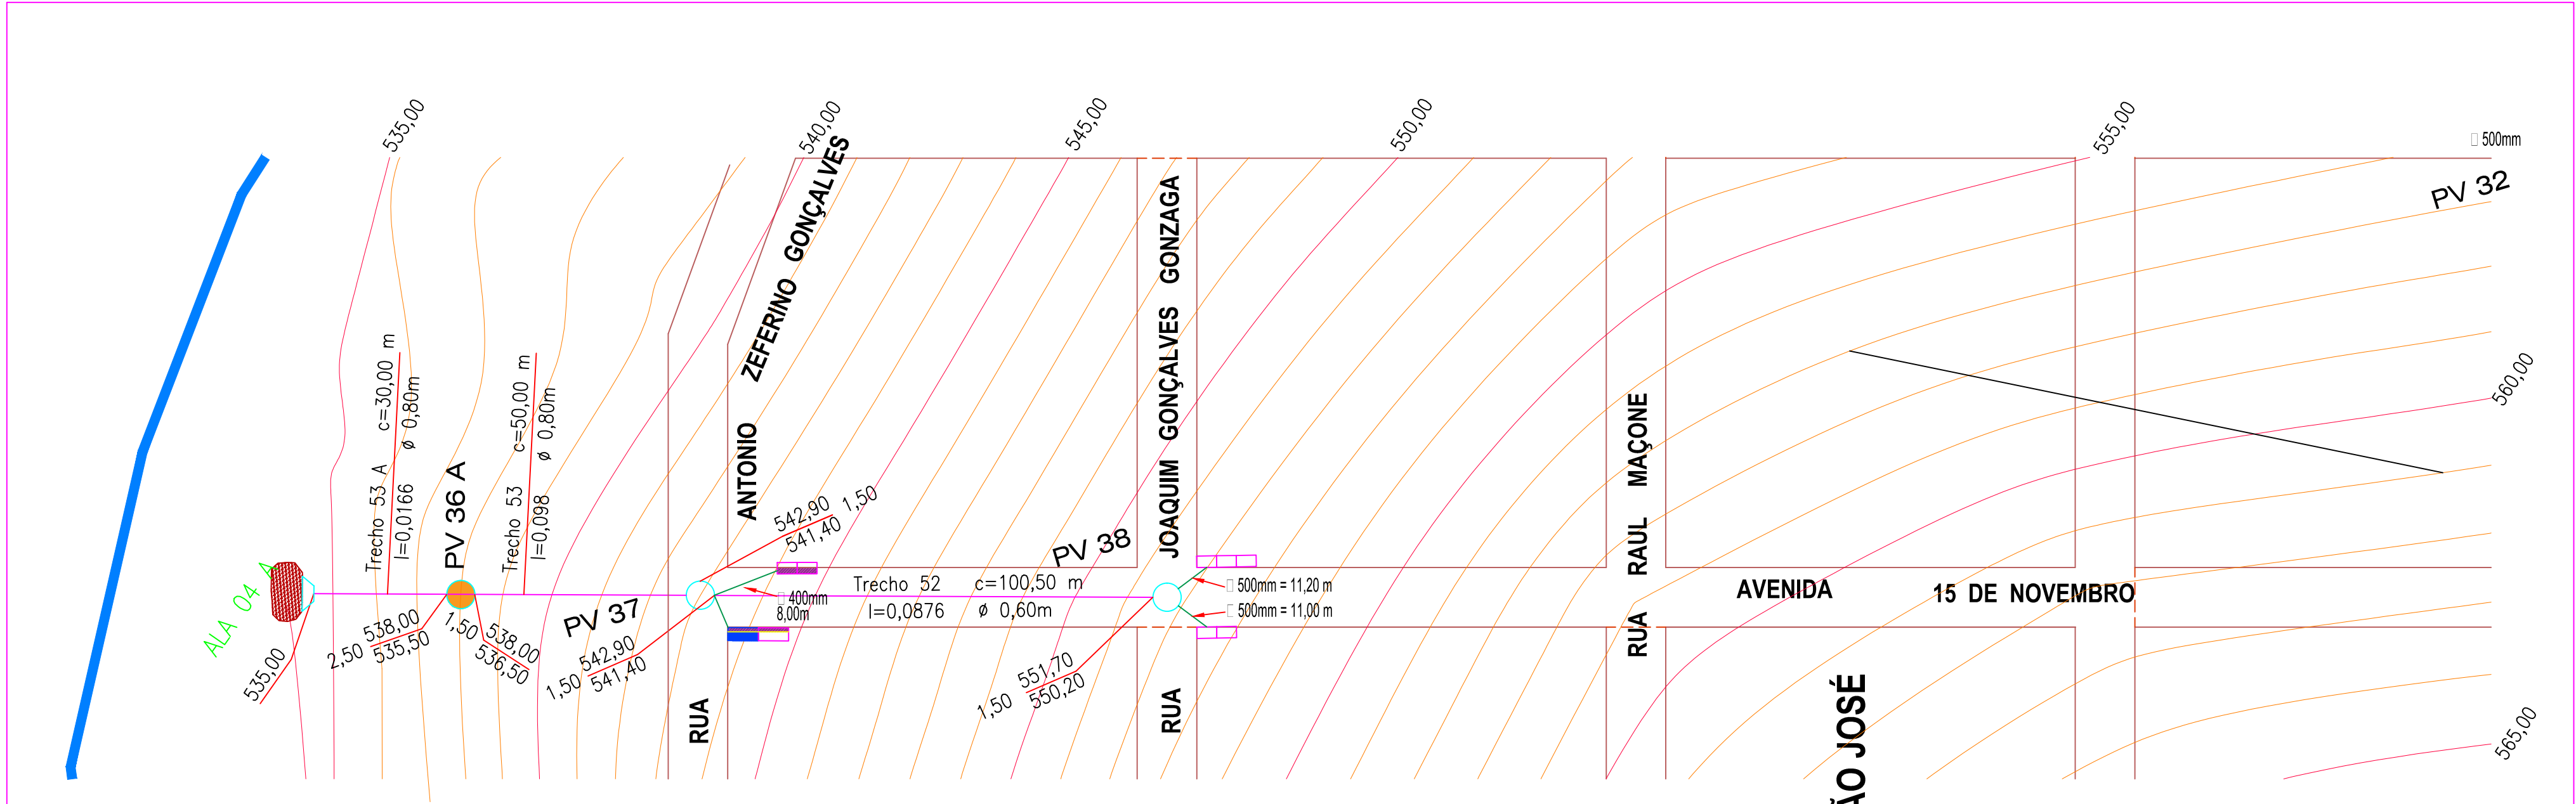 535,00
540,00
545,00
550,00
555,00
500mm
PV 32
560,00
565,00
ANTONIO ZEFERINO GONÇALVES
RUA
JOAQUIM GONÇALVES GONZAGA
RUA
RUA RAUL MAÇONE
AVENIDA 15 DE NOVEMBRO
ÃO JOSÉ
Trecho 53 A c=30,00 m
I=0,0166 ø 0,80m
PV 36 A
Trecho 53 c=50,00 m
I=0,098 ø 0,80m
542,90 1,50
541,40
PV 38
Trecho 52 c=100,50 m
I=0,0876 ø 0,60m
400mm
8,00m
500mm = 11,20 m
500mm = 11,00 m
ALA 04 A
535,00
2,50 538,00
535,50
1,50 538,00
536,50
PV 37
1,50 542,90
541,40
1,50 551,70
550,20